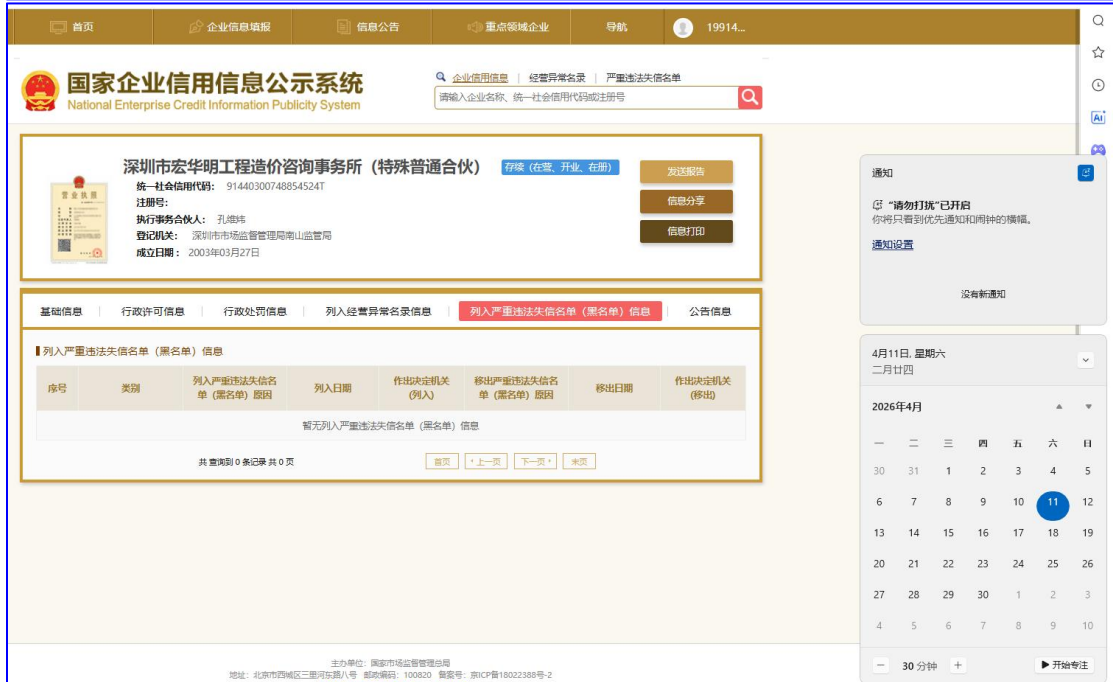 首页 企业信息填报 信息公告 重点领域企业 导航 19914...
国家企业信用信息公示系统
National Enterprise Credit Information Publicity System
企业信用信息 | 经营异常名录 | 严重违法失信名单
请输入企业名称、统一社会信用代码或注册号
深圳市宏华明工程造价咨询事务所（特殊普通合伙） 存续（在营、开业、在册）
统一社会信用代码： 91440300748854524T
注册号：
执行事务合伙人： 孔维纬
登记机关： 深圳市市场监督管理局南山监管局
成立日期： 2003年03月27日
营业执照
发送报告
信息分享
信息打印
基础信息 | 行政许可信息 | 行政处罚信息 | 列入经营异常名录信息 | 列入严重违法失信名单（黑名单）信息 | 公告信息
列入严重违法失信名单（黑名单）信息
序号 类别 列入严重违法失信名单（黑名单）原因 列入日期 作出决定机关(列入) 移出严重违法失信名单（黑名单）原因 移出日期 作出决定机关(移出)
暂无列入严重违法失信名单（黑名单）信息
共 查询到 0 条记录 共 0 页 首页 上一页 下一页 末页
主办单位：国家市场监督管理总局
地址：北京市西城区三里河东路八号 邮政编码：100820 备案号：京ICP备18022388号-2
通知
“请勿打扰”已开启
你将只看到优先通知和闹钟的横幅。
通知设置
没有新通知
4月11日, 星期六
二月廿四
2026年4月
一 二 三 四 五 六 日
30 31 1 2 3 4 5
6 7 8 9 10 11 12
13 14 15 16 17 18 19
20 21 22 23 24 25 26
27 28 29 30 1 2 3
4 5 6 7 8 9 10
30 分钟 开始专注
AI